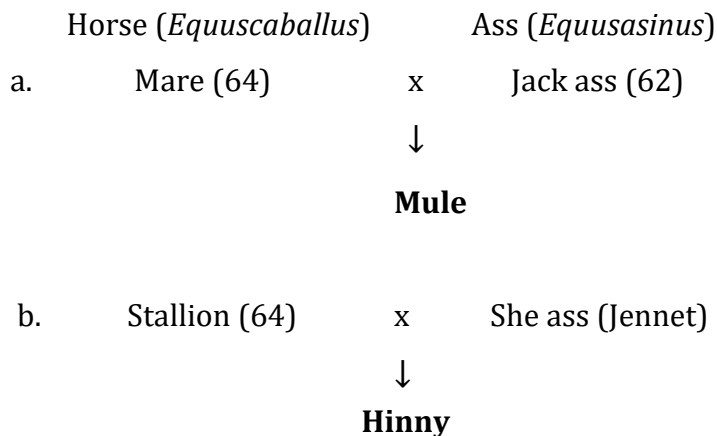 Horse (Equuscaballus) Ass (Equusasinus)
a. Mare (64) x Jack ass (62)
↓
Mule
b. Stallion (64) x She ass (Jennet)
↓
Hinny